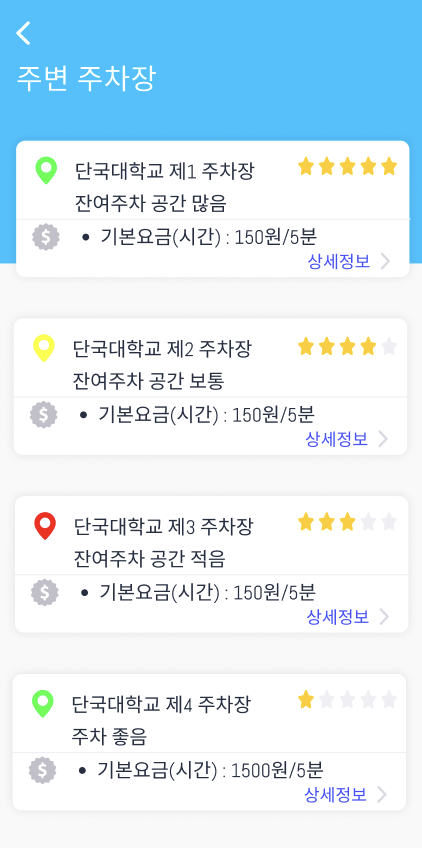 주변 주차장
단국대학교 제1 주차장
잔여주차 공간 많음
• 기본요금(시간) : 150원/5분
상세정보
단국대학교 제2 주차장
잔여주차 공간 보통
• 기본요금(시간) : 150원/5분
상세정보
단국대학교 제3 주차장
잔여주차 공간 적음
• 기본요금(시간) : 150원/5분
상세정보
단국대학교 제4 주차장
주차 좋음
• 기본요금(시간) : 1500원/5분
상세정보